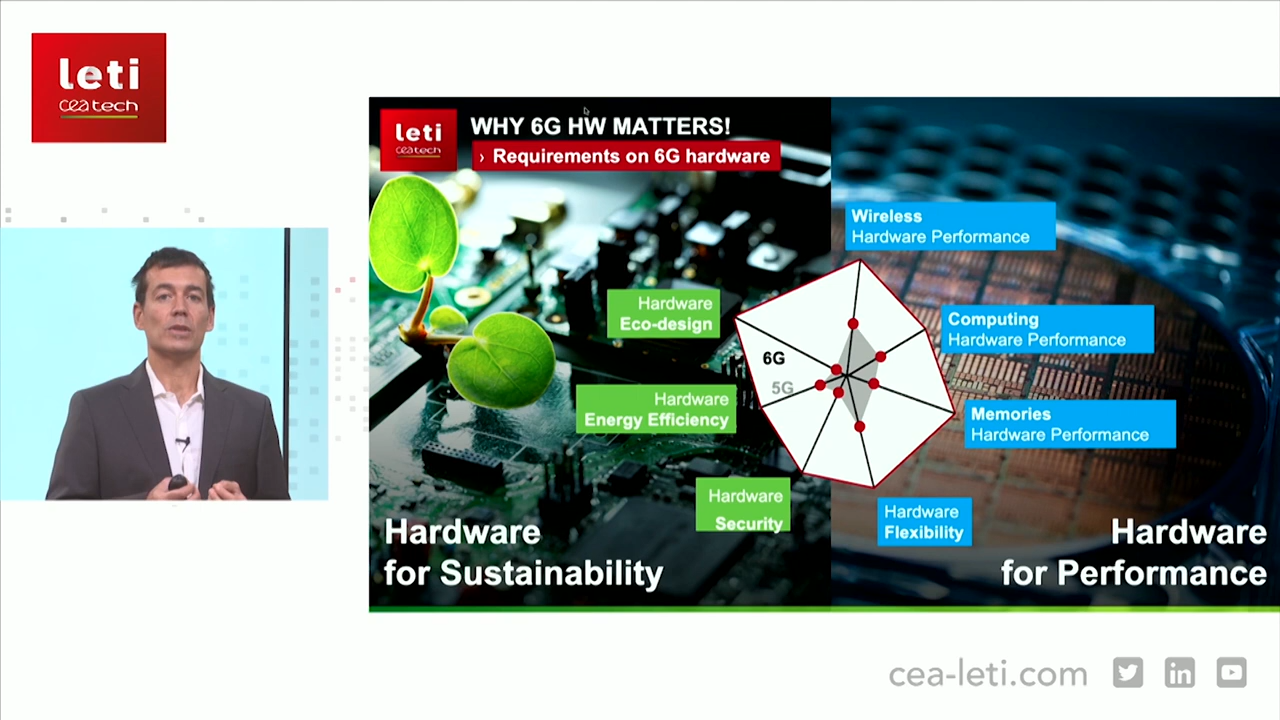 leti
ceatech
leti
ceatech
WHY 6G HW MATTERS!
› Requirements on 6G hardware
Wireless
Hardware Performance
Hardware
Eco-design
Computing
Hardware Performance
6G
5G
Hardware
Energy Efficiency
Memories
Hardware Performance
Hardware
Security
Hardware
Flexibility
Hardware
for Sustainability
Hardware
for Performance
cea-leti.com
in